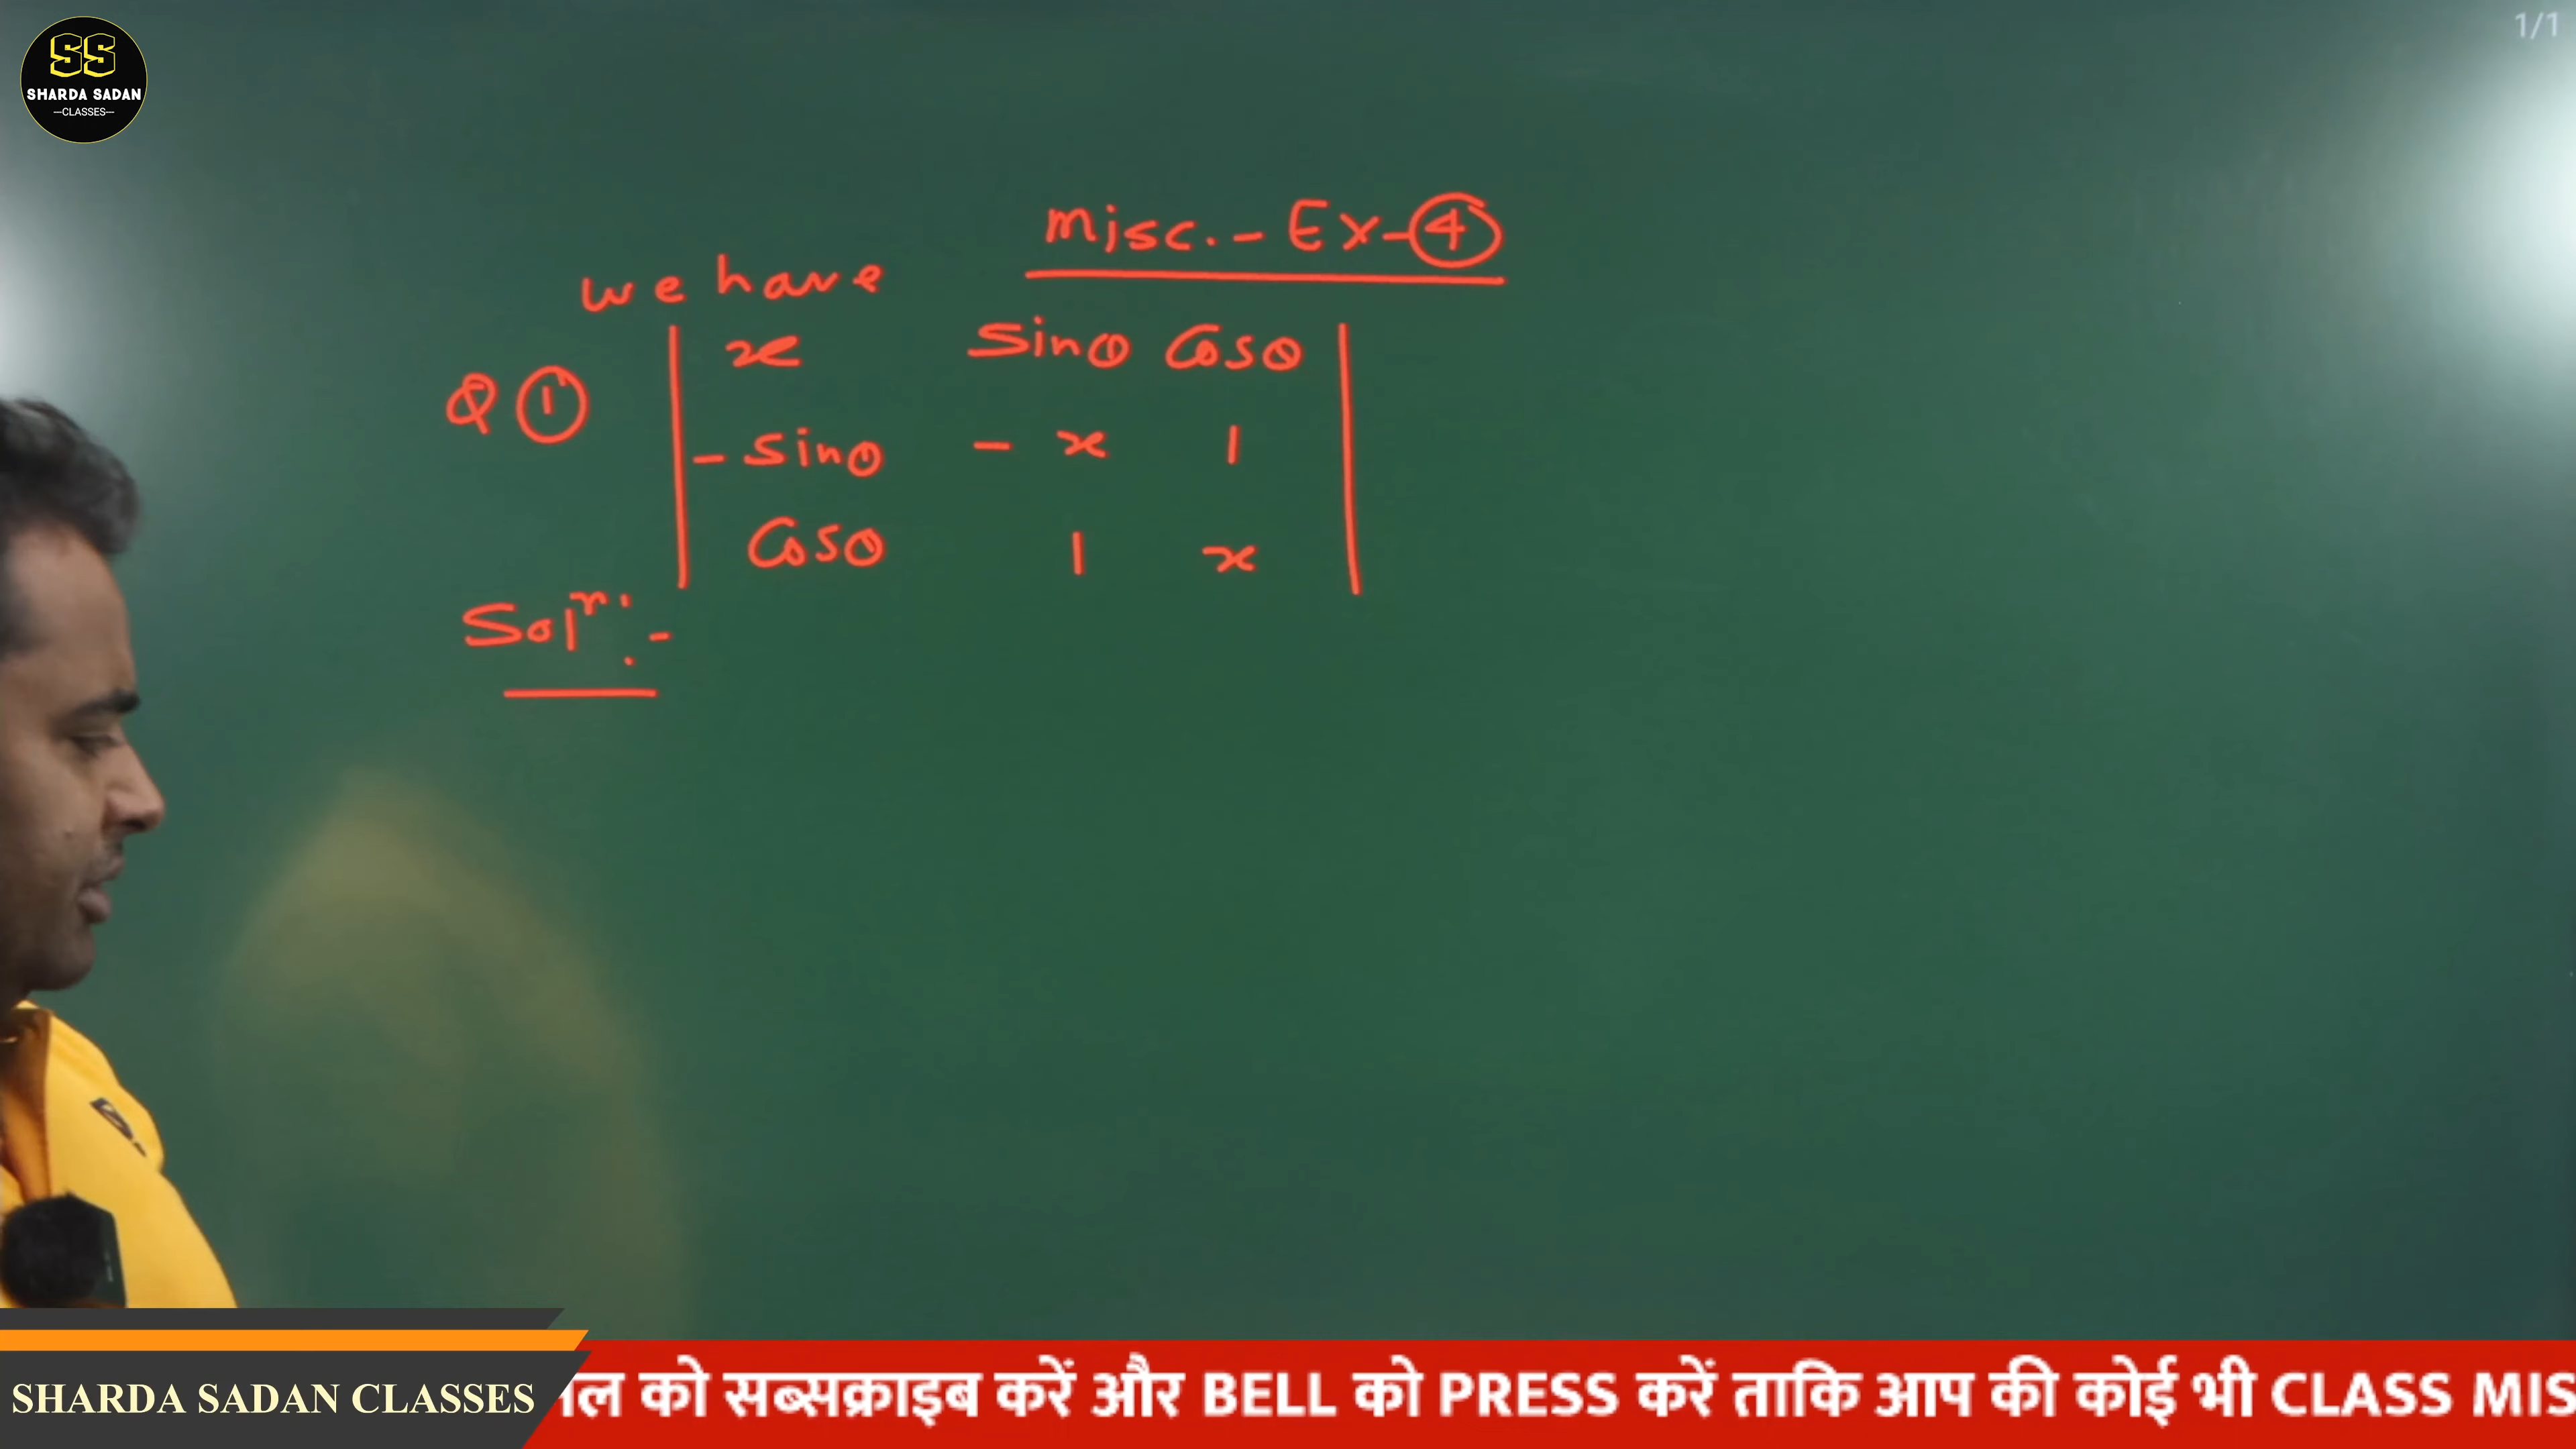 1/1
SS
SHARDA SADAN
—CLASSES—
Misc. - Ex - 4
we have
Q 1 | x sinθ cosθ |
| - sinθ - x 1 |
| cosθ 1 x |
Solⁿ:-
SHARDA SADAN CLASSES
को सब्सक्राइब करें और BELL को PRESS करें ताकि आप की कोई भी CLASS